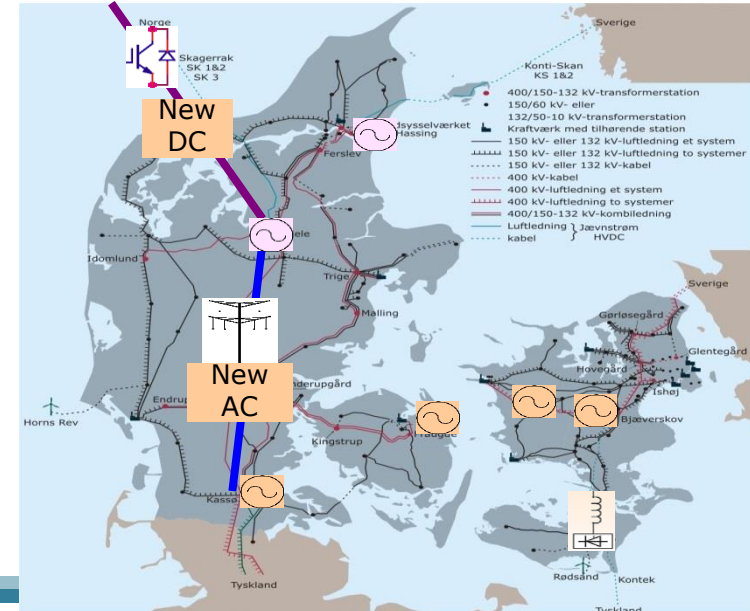 Norge
Sverige
Skagerrak
SK 1&2
SK 3
Konti-Skan
KS 1&2
New
DC
400/150-132 kV-transformerstation
150/60 kV- eller
132/50-10 kV-transformerstation
Kraftværk med tilhørende station
150 kV- eller 132 kV-luftledning et system
150 kV- eller 132 kV-luftledning to systemer
150 kV- eller 132 kV-kabel
400 kV-kabel
400 kV-luftledning et system
400 kV-luftledning to systemer
400/150-132 kV-kombiledning
Luftledning } Jævnstrøm
kabel HVDC
dsysselværket
Hassing
Ferslev
ele
Idomlund
Trige
Malling
Sverige
Gørløsegård
Glentegård
Hovegård
Ishøj
Bjæverskov
New
AC
nderupgård
Endrup
Kingstrup
Fraugde
Horns Rev
Kassø
Rødsand
Kontek
Tyskland
Tyskland